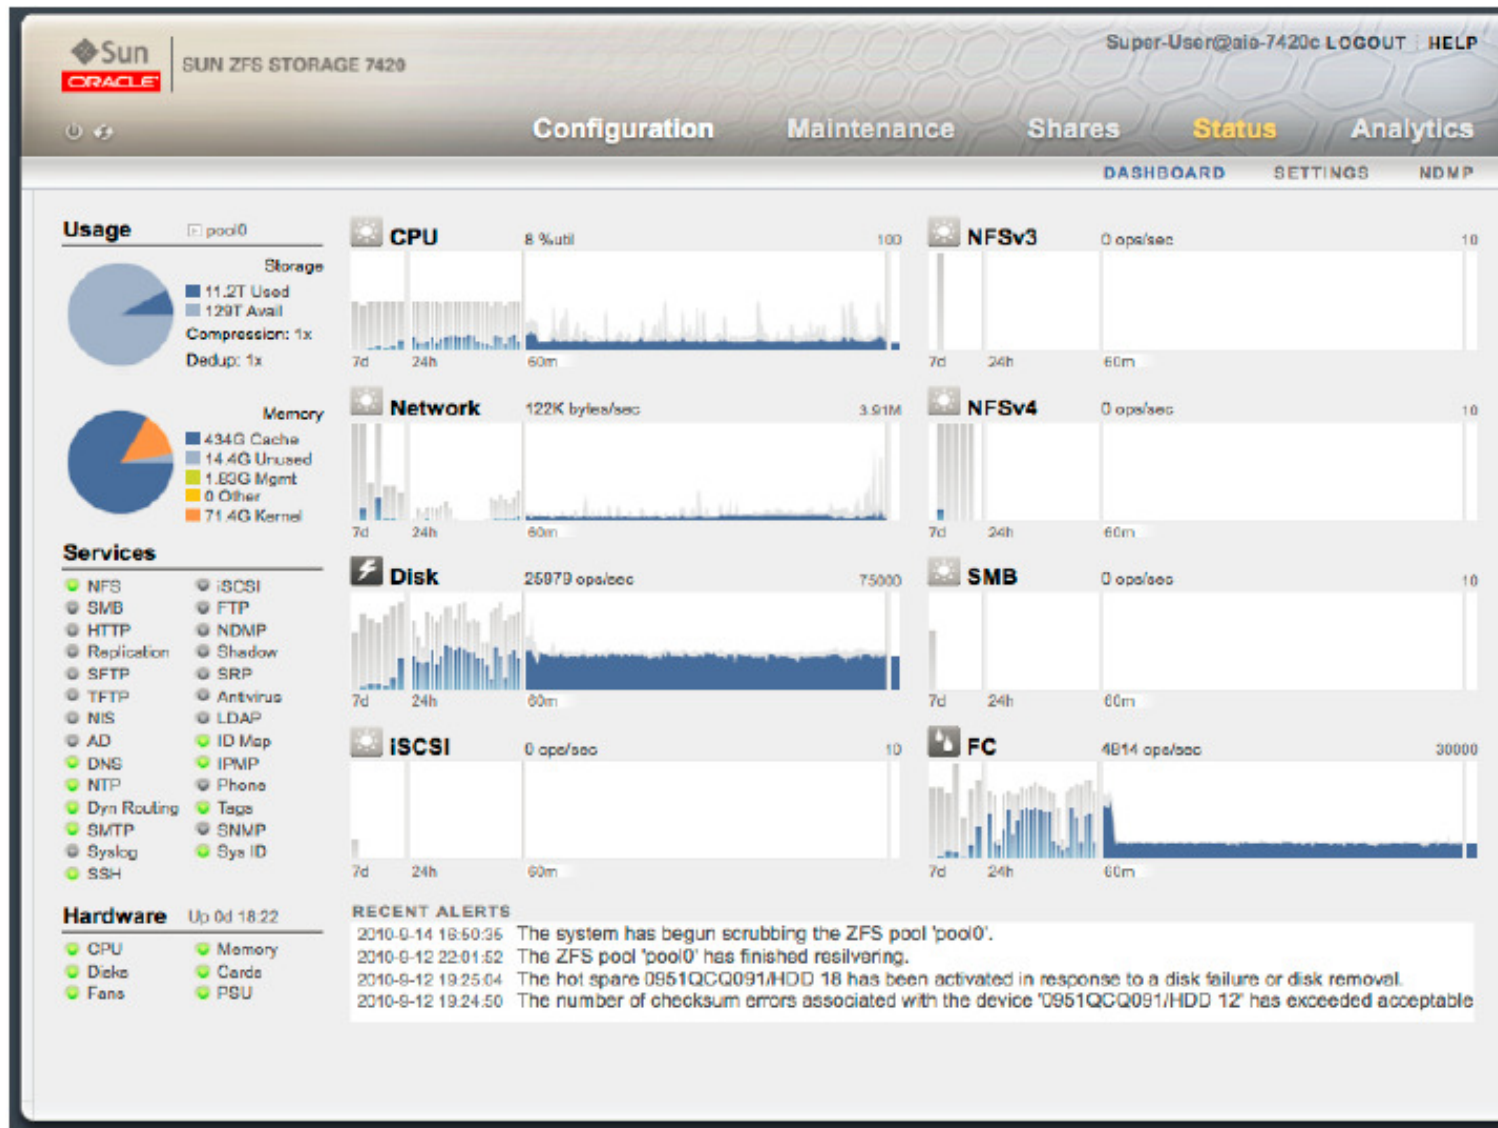 Sun
ORACLE
SUN ZFS STORAGE 7420
Super-User@aie-7420c LOGOUT HELP
Configuration Maintenance Shares Status Analytics
DASHBOARD SETTINGS NDMP
Usage pool0
Storage
11.2T Used
129T Avail
Compression: 1x
Dedup: 1x
Memory
434G Cache
14.4G Unused
1.83G Mgmt
0 Other
71.4G Kernel
Services
NFS iSCSI
SMB FTP
HTTP NDMP
Replication Shadow
SFTP SRP
TFTP Antivirus
NIS LDAP
AD ID Map
DNS IPMP
NTP Phone
Dyn Routing Tags
SMTP SNMP
Syslog Sys ID
SSH
Hardware Up 0d 18:22
CPU Memory
Disks Cards
Fans PSU
CPU 8 %util 100
7d 24h 60m
NFSv3 0 ops/sec 10
7d 24h 60m
Network 122K bytes/sec 3.91M
7d 24h 60m
NFSv4 0 ops/sec 10
7d 24h 60m
Disk 25979 ops/sec 75000
7d 24h 60m
SMB 0 ops/sec 10
7d 24h 60m
iSCSI 0 ops/sec 10
7d 24h 60m
FC 4814 ops/sec 30000
7d 24h 60m
RECENT ALERTS
2010-9-14 16:50:35 The system has begun scrubbing the ZFS pool 'pool0'.
2010-9-12 22:01:52 The ZFS pool 'pool0' has finished resilvering.
2010-9-12 19:25:04 The hot spare 0951QCQ091/HDD 18 has been activated in response to a disk failure or disk removal.
2010-9-12 19:24:50 The number of checksum errors associated with the device '0951QCQ091/HDD 12' has exceeded acceptable